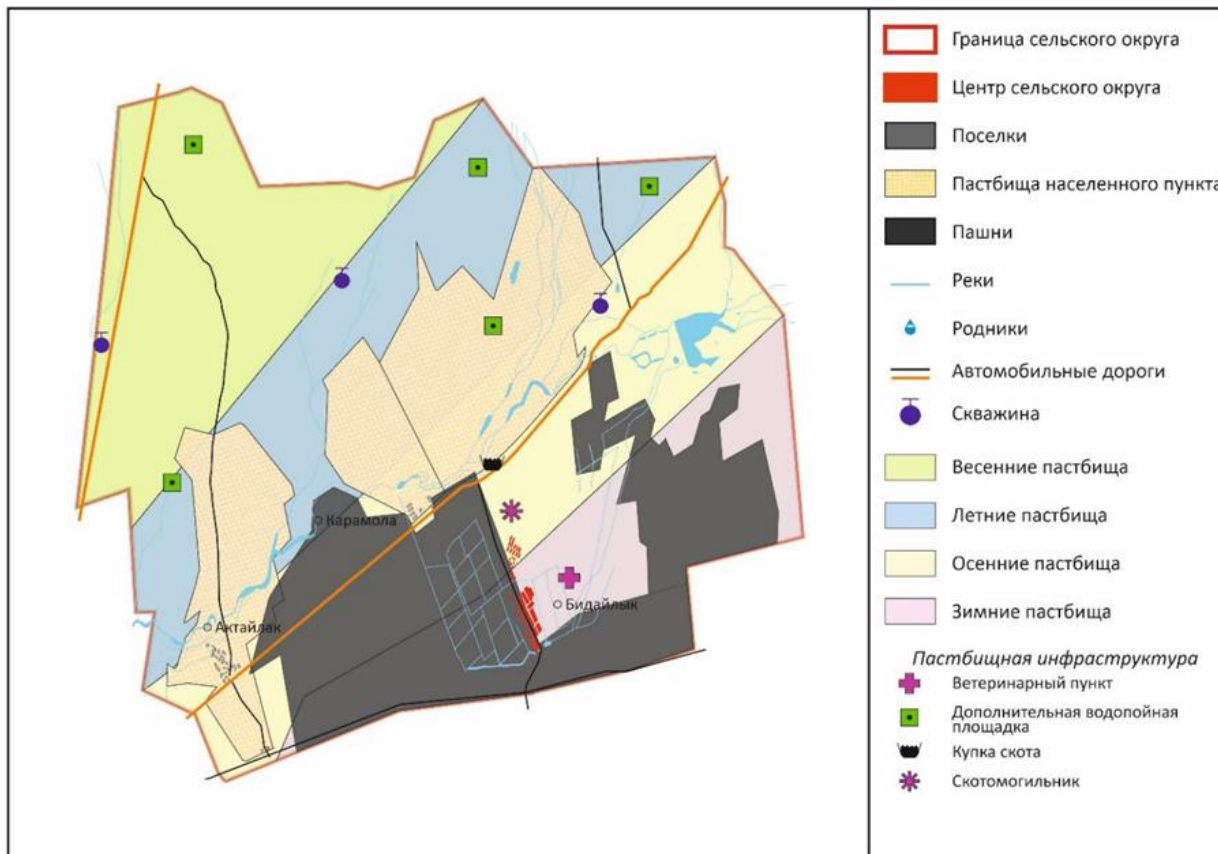 Карамола
Актайлак
Бидайлык
Граница сельского округа
Центр сельского округа
Поселки
Пастбища населенного пункта
Пашни
Реки
Родники
Автомобильные дороги
Скважина
Весенние пастбища
Летние пастбища
Осенние пастбища
Зимние пастбища
Пастбищная инфраструктура
Ветеринарный пункт
Дополнительная водопойная
площадка
Купка скота
Скотомогильник